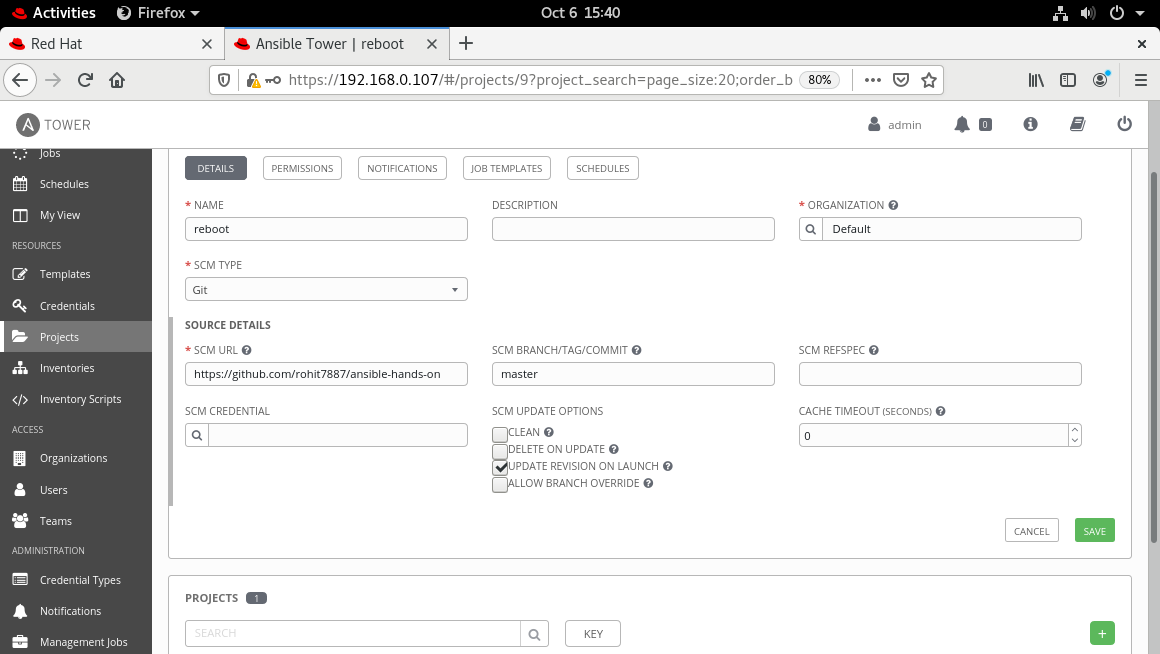 Activities Firefox Oct 6 15:40
Red Hat Ansible Tower | reboot
https://192.168.0.107/#/projects/9?project_search=page_size:20;order_b 80%
A TOWER admin 0
Jobs
Schedules
My View
RESOURCES
Templates
Credentials
Projects
Inventories
Inventory Scripts
ACCESS
Organizations
Users
Teams
ADMINISTRATION
Credential Types
Notifications
Management Jobs
DETAILS PERMISSIONS NOTIFICATIONS JOB TEMPLATES SCHEDULES
* NAME DESCRIPTION * ORGANIZATION
reboot Default
* SCM TYPE
Git
SOURCE DETAILS
* SCM URL SCM BRANCH/TAG/COMMIT SCM REFSPEC
https://github.com/rohit7887/ansible-hands-on master
SCM CREDENTIAL SCM UPDATE OPTIONS CACHE TIMEOUT (SECONDS)
CLEAN
0
DELETE ON UPDATE
UPDATE REVISION ON LAUNCH
ALLOW BRANCH OVERRIDE
CANCEL SAVE
PROJECTS 1
SEARCH KEY +